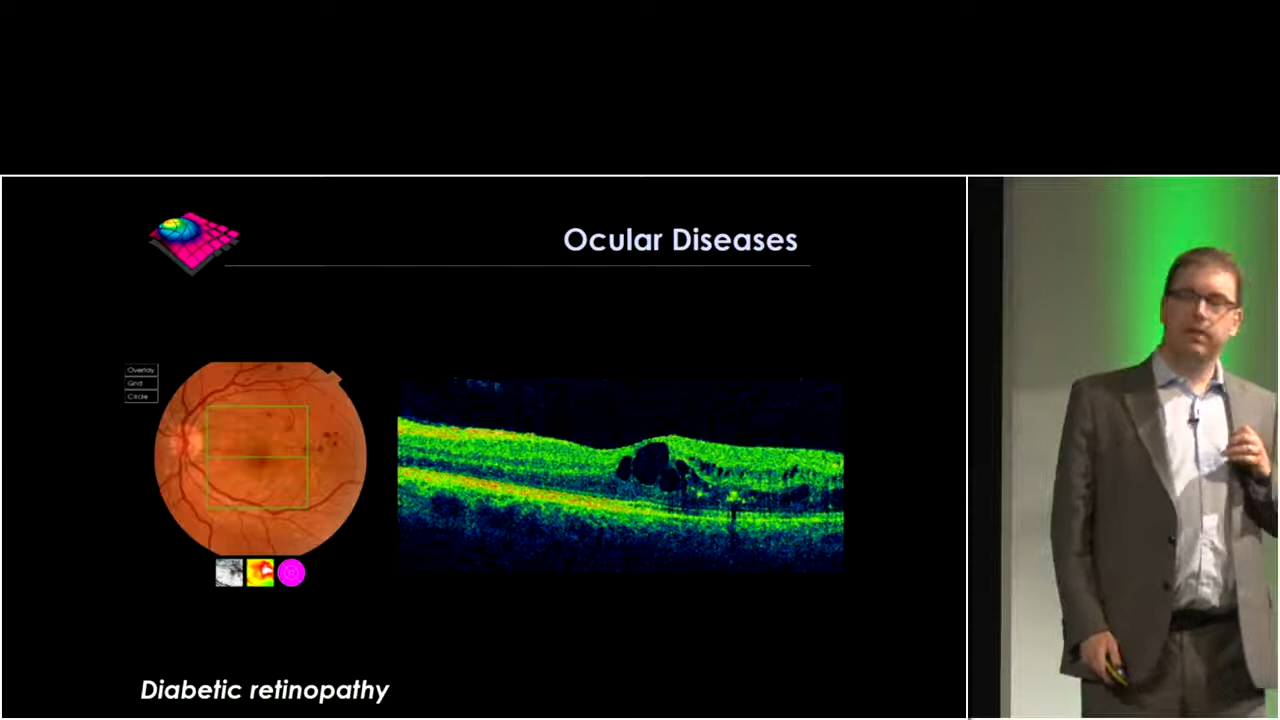 Ocular Diseases
Overlay
Grid
Circle
Diabetic retinopathy